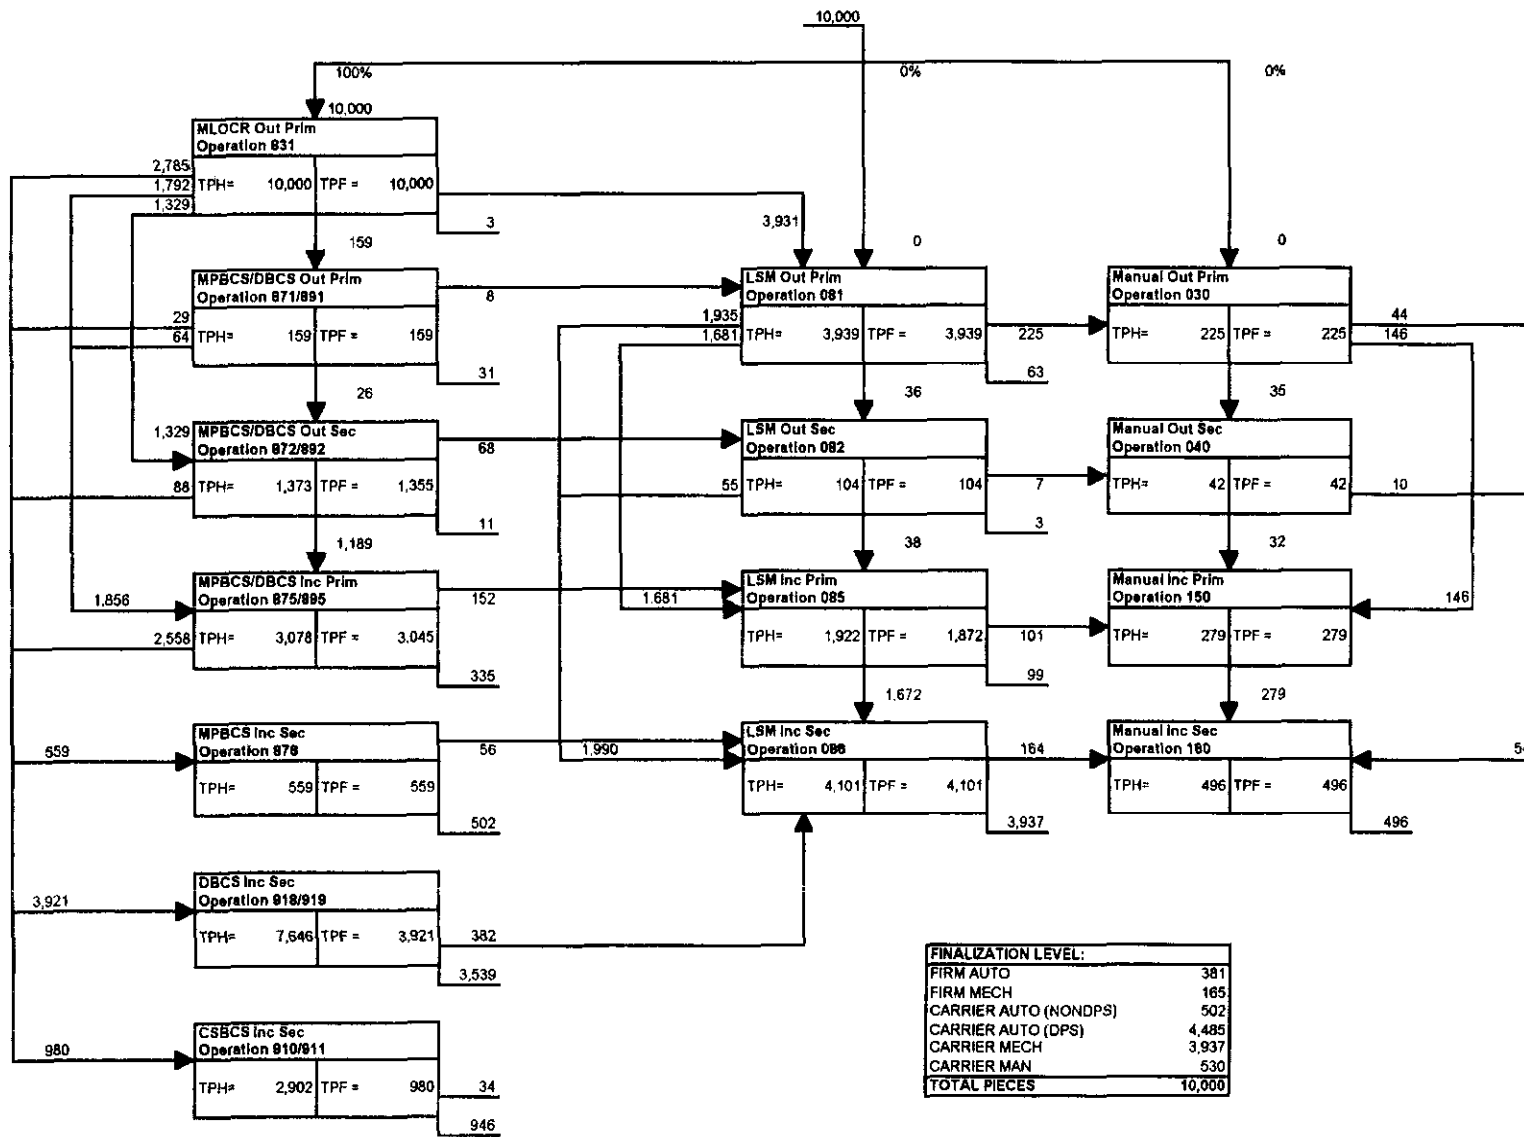 10,000
100%
0%
0%
10,000
MLOCR Out Prim
Operation 831
2,785
1,792
TPH= 10,000 TPF = 10,000
1,329
3
3,931
159
0
0
MPBCS/DBCS Out Prim
Operation 871/891
8
29
64
TPH= 159 TPF = 159
31
LSM Out Prim
Operation 081
1,935
1,681
TPH= 3,939 TPF = 3,939
225
63
Manual Out Prim
Operation 030
TPH= 225 TPF = 225
44
146
26
36
35
1,329
MPBCS/DBCS Out Sec
Operation 872/892
68
88
TPH= 1,373 TPF = 1,355
11
LSM Out Sec
Operation 082
55
TPH= 104 TPF = 104
7
3
Manual Out Sec
Operation 040
TPH= 42 TPF = 42
10
1,189
38
32
MPBCS/DBCS Inc Prim
Operation 875/895
1,856
152
2,558
TPH= 3,078 TPF = 3.045
335
LSM Inc Prim
Operation 085
1.681
TPH= 1,922 TPF = 1,872
101
99
Manual Inc Prim
Operation 150
146
TPH= 279 TPF = 279
1,672
279
MPBCS Inc Sec
Operation 876
559
56
TPH= 559 TPF = 559
502
LSM Inc Sec
Operation 086
1,990
164
TPH= 4,101 TPF = 4,101
3,937
Manual Inc Sec
Operation 160
54
TPH= 496 TPF = 496
496
DBCS Inc Sec
Operation 918/919
3,921
TPH= 7,646 TPF = 3,921
382
3,539
CSBCS Inc Sec
Operation 910/911
980
TPH= 2,902 TPF = 980
34
946
FINALIZATION LEVEL:
FIRM AUTO 381
FIRM MECH 165
CARRIER AUTO (NONDPS) 502
CARRIER AUTO (DPS) 4,485
CARRIER MECH 3,937
CARRIER MAN 530
TOTAL PIECES 10,000